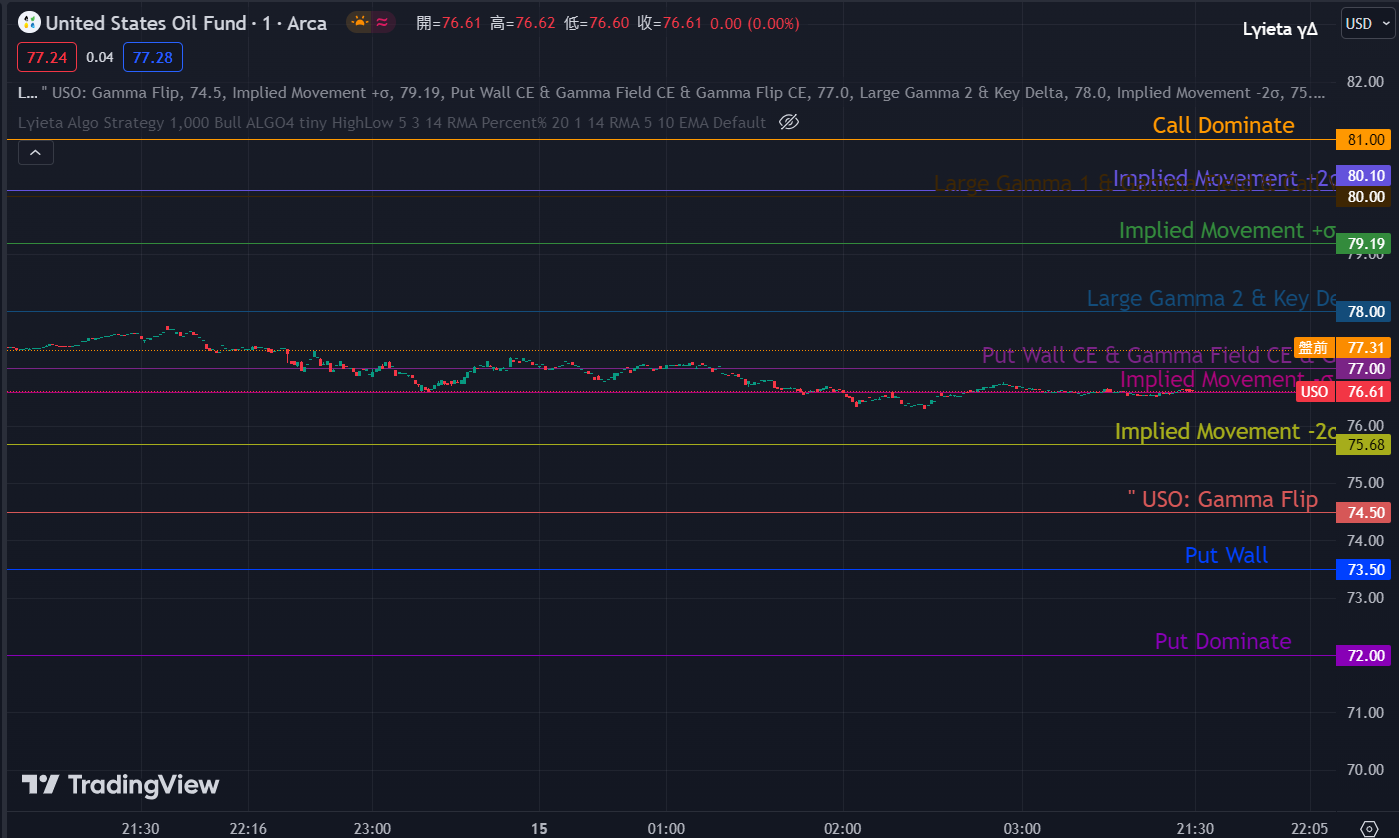 United States Oil Fund · 1 · Arca 開=76.61 高=76.62 低=76.60 收=76.61 0.00 (0.00%)
Lyieta γΔ
USD
77.24 0.04 77.28
L... " USO: Gamma Flip, 74.5, Implied Movement +σ, 79.19, Put Wall CE & Gamma Field CE & Gamma Flip CE, 77.0, Large Gamma 2 & Key Delta, 78.0, Implied Movement -2σ, 75....
82.00
Lyieta Algo Strategy 1,000 Bull ALGO4 tiny HighLow 5 3 14 RMA Percent% 20 1 14 RMA 5 10 EMA Default
Call Dominate
81.00
Implied Movement +2σ
80.10
Large Gamma 1 & Gamma Field &
80.00
Implied Movement +σ
79.19
79.00
Large Gamma 2 & Key De
78.00
盤前 77.31
Put Wall CE & Gamma Field CE &
77.00
Implied Movement -σ
USO 76.61
76.00
Implied Movement -2σ
75.68
75.00
" USO: Gamma Flip
74.50
74.00
Put Wall
73.50
73.00
Put Dominate
72.00
71.00
70.00
TradingView
21:30 22:16 23:00 15 01:00 02:00 03:00 21:30 22:05